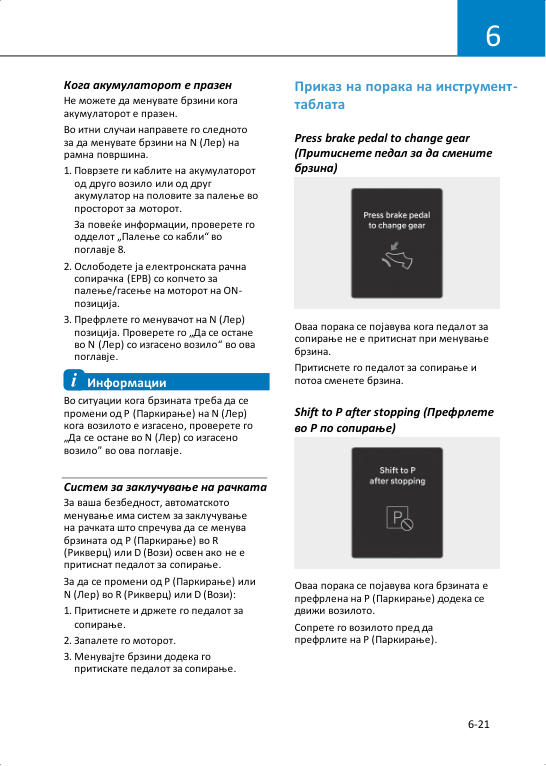 6
Кога акумулаторот е празен
Не можете да менувате брзини кога
акумулаторот е празен.
Во итни случаи направете го следното
за да менувате брзини на N (Лер) на
рамна површина.
1. Поврзете ги каблите на акумулаторот
од друго возило или од друг
акумулатор на половите за палење во
просторот за моторот.
За повеќе информации, проверете го
одделот „Палење со кабли“ во
поглавје 8.
2. Ослободете ја електронската рачна
сопирачка (EPB) со копчето за
палење/гасење на моторот на ON-
позиција.
3. Префрлете го менувачот на N (Лер)
позиција. Проверете го „Да се остане
во N (Лер) со изгасено возило“ во ова
поглавје.
i Информации
Во ситуации кога брзината треба да се
промени од P (Паркирање) на N (Лер)
кога возилото е изгасено, проверете го
„Да се остане во N (Лер) со изгасено
возило” во ова поглавје.
Систем за заклучување на рачката
За ваша безбедност, автоматското
менување има систем за заклучување
на рачката што спречува да се менува
брзината од P (Паркирање) во R
(Рикверц) или D (Вози) освен ако не е
притиснат педалот за сопирање.
За да се промени од P (Паркирање) или
N (Лер) во R (Рикверц) или D (Вози):
1. Притиснете и држете го педалот за
сопирање.
2. Запалете го моторот.
3. Менувајте брзини додека го
притискате педалот за сопирање.
Приказ на порака на инструмент-
таблата
Press brake pedal to change gear
(Притиснете педал за да смените
брзина)
Press brake pedal
to change gear
Оваа порака се појавува кога педалот за
сопирање не е притиснат при менување
брзина.
Притиснете го педалот за сопирање и
потоа сменете брзина.
Shift to P after stopping (Префрлете
во P по сопирање)
Shift to P
after stopping
P
Оваа порака се појавува кога брзината е
префрлена на P (Паркирање) додека се
движи возилото.
Сопрете го возилото пред да
префрлите на P (Паркирање).
6-21